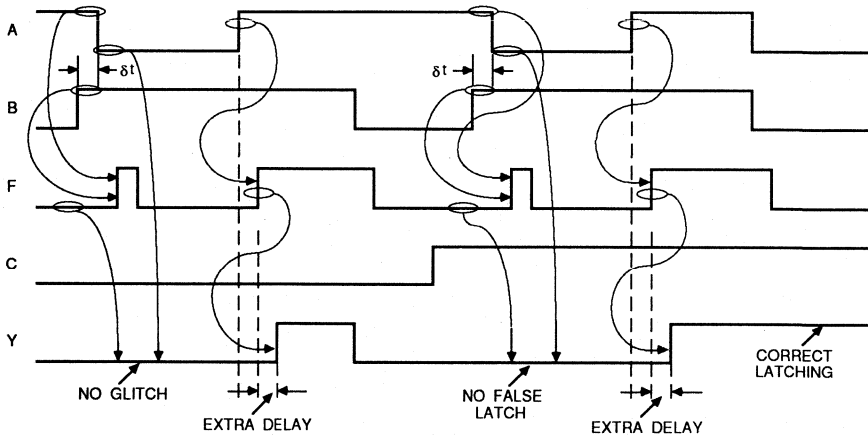 A
δt
δt
B
F
C
Y
NO GLITCH
EXTRA DELAY
NO FALSE
LATCH
EXTRA DELAY
CORRECT
LATCHING